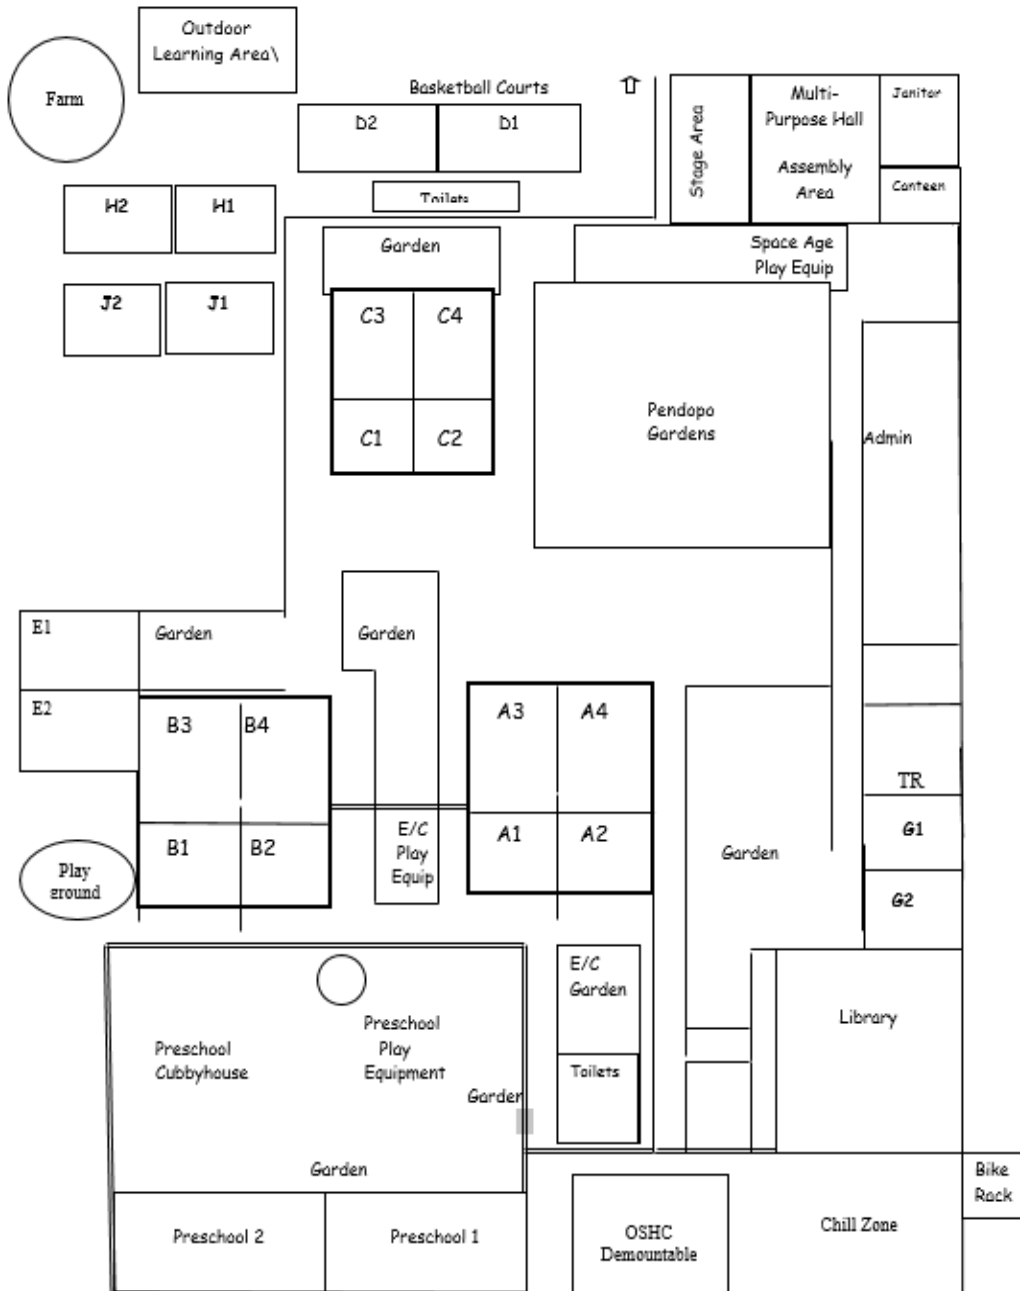 Outdoor
Learning Area\
Farm
Basketball Courts
D2
D1
Toilets
Stage Area
Multi-
Purpose Hall
Assembly
Area
Janitor
Canteen
H2
H1
Garden
Space Age
Play Equip
J2
J1
C3
C4
C1
C2
Pendopo
Gardens
Admin
E1
Garden
Garden
E2
B3
B4
A3
A4
TR
B1
B2
E/C
Play
Equip
A1
A2
Garden
G1
G2
Play
ground
E/C
Garden
Library
Preschool
Cubbyhouse
Preschool
Play
Equipment
Garden
Toilets
Garden
Bike
Rack
Preschool 2
Preschool 1
OSHC
Demountable
Chill Zone